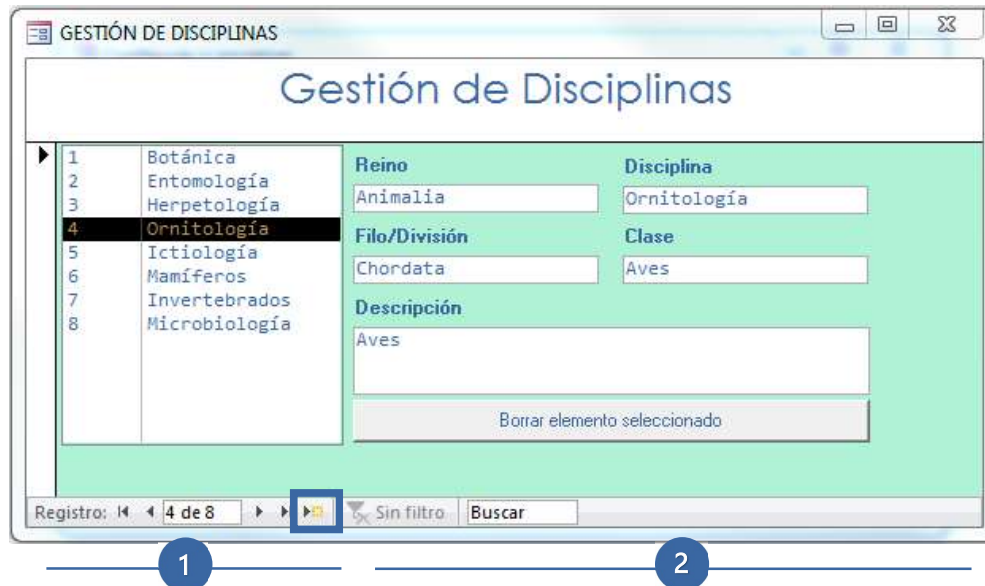 GESTIÓN DE DISCIPLINAS
Gestión de Disciplinas
1 Botánica
2 Entomología
3 Herpetología
4 Ornitología
5 Ictiología
6 Mamíferos
7 Invertebrados
8 Microbiología
Reino Disciplina
Animalia Ornitología
Filo/División Clase
Chordata Aves
Descripción
Aves
Borrar elemento seleccionado
Registro: 4 de 8 Sin filtro Buscar
1 2